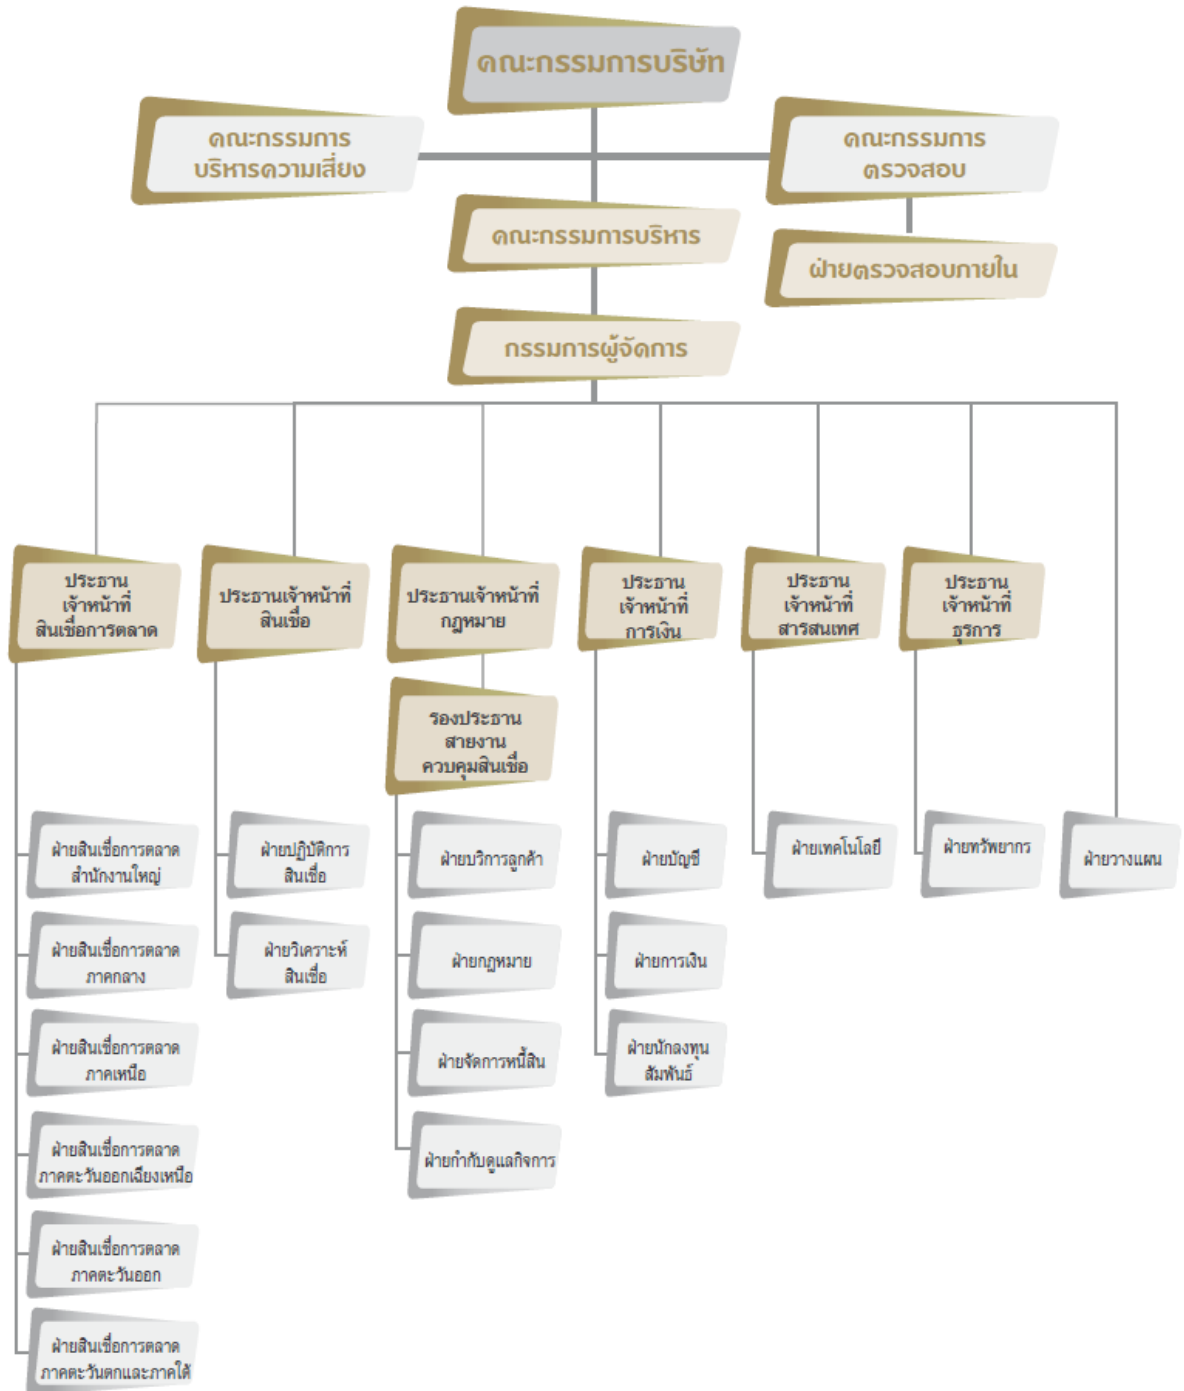 คณะกรรมการบริษัท
คณะกรรมการ
บริหารความเสี่ยง
คณะกรรมการ
ตรวจสอบ
คณะกรรมการบริหาร
ฝ่ายตรวจสอบภายใน
กรรมการผู้จัดการ
ประธาน
เจ้าหน้าที่
สินเชื่อการตลาด
ประธานเจ้าหน้าที่
สินเชื่อ
ประธานเจ้าหน้าที่
กฎหมาย
ประธาน
เจ้าหน้าที่
การเงิน
ประธาน
เจ้าหน้าที่
สารสนเทศ
ประธาน
เจ้าหน้าที่
ธุรการ
รองประธาน
สายงาน
ควบคุมสินเชื่อ
ฝ่ายสินเชื่อการตลาด
สำนักงานใหญ่
ฝ่ายปฏิบัติการ
สินเชื่อ
ฝ่ายบริการลูกค้า
ฝ่ายบัญชี
ฝ่ายเทคโนโลยี
ฝ่ายทรัพยากร
ฝ่ายวางแผน
ฝ่ายสินเชื่อการตลาด
ภาคกลาง
ฝ่ายวิเคราะห์
สินเชื่อ
ฝ่ายกฎหมาย
ฝ่ายการเงิน
ฝ่ายสินเชื่อการตลาด
ภาคเหนือ
ฝ่ายจัดการหนี้สิน
ฝ่ายนักลงทุน
สัมพันธ์
ฝ่ายสินเชื่อการตลาด
ภาคตะวันออกเฉียงเหนือ
ฝ่ายกำกับดูแลกิจการ
ฝ่ายสินเชื่อการตลาด
ภาคตะวันออก
ฝ่ายสินเชื่อการตลาด
ภาคตะวันตกและภาคใต้